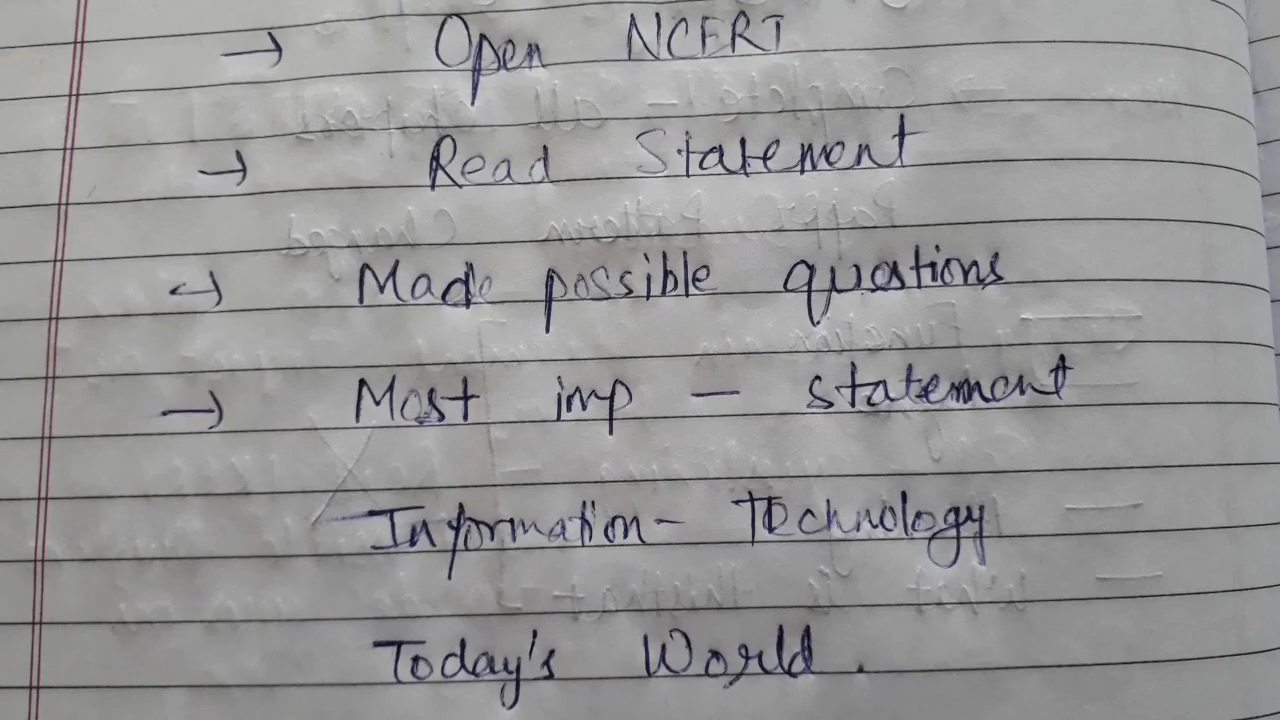 → Open NCERT
→ Read Statement
→ Made possible questions
→ Most imp - statement
Information - Technology
Today's World.